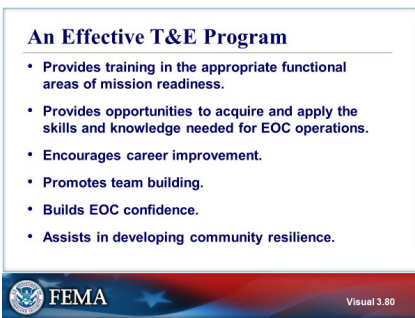 An Effective T&E Program
• Provides training in the appropriate functional
areas of mission readiness.
• Provides opportunities to acquire and apply the
skills and knowledge needed for EOC operations.
• Encourages career improvement.
• Promotes team building.
• Builds EOC confidence.
• Assists in developing community resilience.
FEMA
Visual 3.80